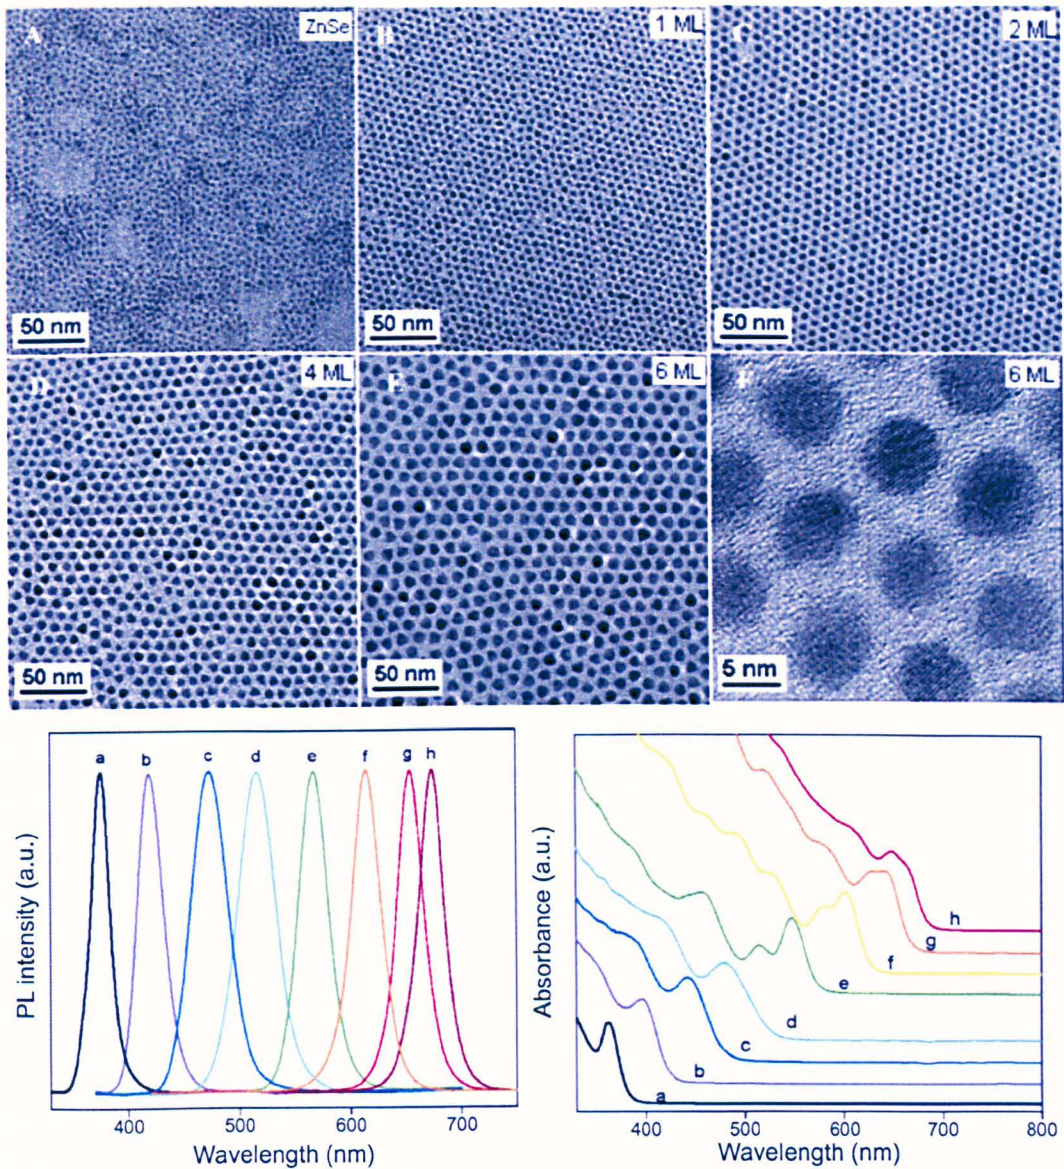 A ZnSe
50 nm
B 1 ML
50 nm
C 2 ML
50 nm
D 4 ML
50 nm
E 6 ML
50 nm
F 6 ML
5 nm
a b c d e f g h
PL intensity (a.u.)
400 500 600 700
Wavelength (nm)
h
g
f
e
d
c
b
a
Absorbance (a.u.)
400 500 600 700 800
Wavelength (nm)